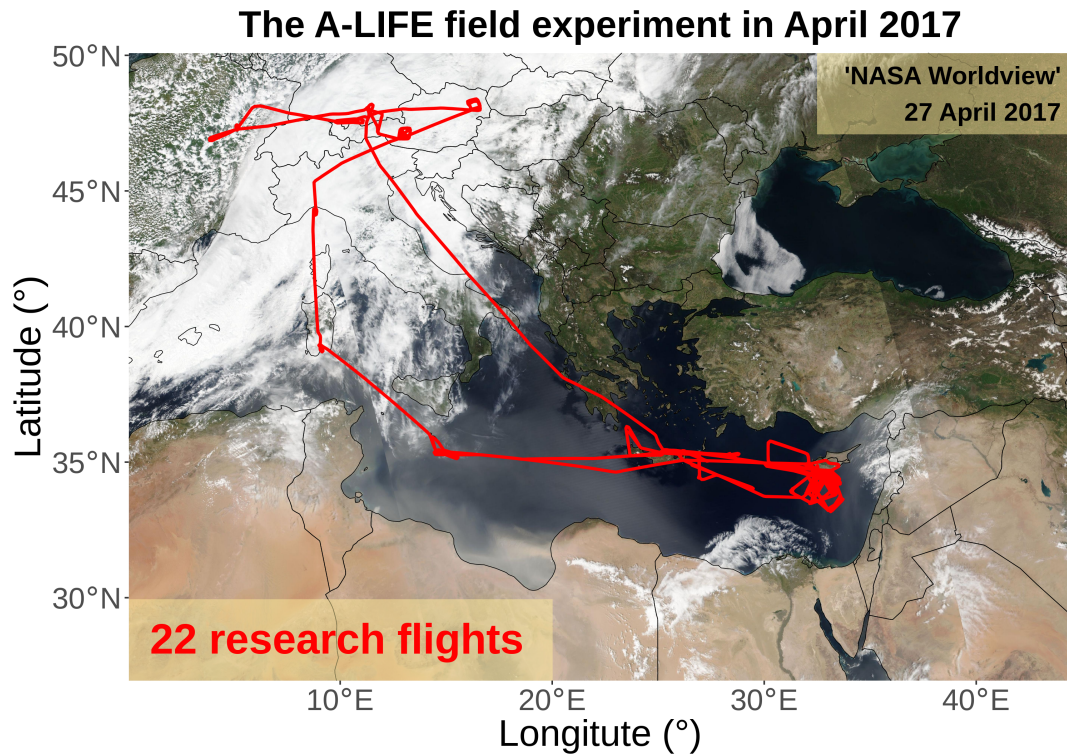 The A-LIFE field experiment in April 2017
50°N
'NASA Worldview'
27 April 2017
45°N
40°N
35°N
30°N
Latitude (°)
22 research flights
10°E
20°E
30°E
40°E
Longitute (°)